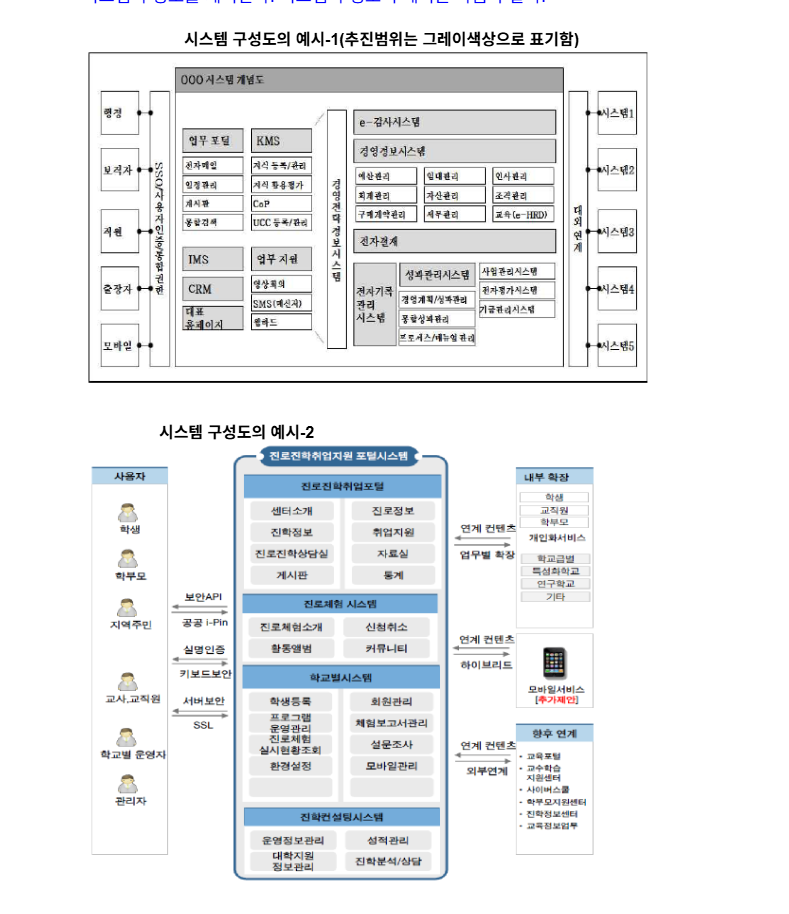 시스템 구성도의 예시-1(추진범위는 그레이색상으로 표기함)
OOO 시스템 개념도
행정
보직자
직원
출장자
모바일
SSO/사용자인증/통합권한
업무 포털
전자메일
일정관리
게시판
통합검색
KMS
지식 등록/관리
지식 활용평가
CoP
UCC 등록/관리
IMS
CRM
대표
홈페이지
업무 지원
영상회의
SMS(메신저)
웹하드
경영전략정보시스템
e-감사시스템
경영정보시스템
예산관리
임대관리
인사관리
회계관리
자산관리
조직관리
구매계약관리
세무관리
교육(e-HRD)
전자결재
전자기록
관리
시스템
성과관리시스템
경영계획/성과관리
통합성과관리
프로세스/매뉴얼 관리
사업관리시스템
전자평가시스템
기금관리시스템
대외연계
시스템1
시스템2
시스템3
시스템4
시스템5
시스템 구성도의 예시-2
사용자
학생
학부모
지역주민
교사,교직원
학교별 운영자
관리자
보안API
공공 i-Pin
실명인증
키보드보안
서버보안
SSL
진로진학취업지원 포털시스템
진로진학취업포털
센터소개
진로정보
진학정보
취업지원
진로진학상담실
자료실
게시판
통계
진로체험 시스템
진로체험소개
신청취소
활동앨범
커뮤니티
학교별시스템
학생등록
회원관리
프로그램
운영관리
체험보고서관리
진로체험
실시현황조회
설문조사
환경설정
모바일관리
진학컨설팅시스템
운영정보관리
성적관리
대학지원
정보관리
진학분석/상담
연계 컨텐츠
업무별 확장
연계 컨텐츠
하이브리드
연계 컨텐츠
외부연계
내부 확장
학생
교직원
학부모
개인화서비스
학교급별
특성화학교
연구학교
기타
모바일서비스
[추가제안]
향후 연계
• 교육포털
• 교수학습
지원센터
• 사이버스쿨
• 학부모지원센터
• 진학정보센터
• 교육정보업무